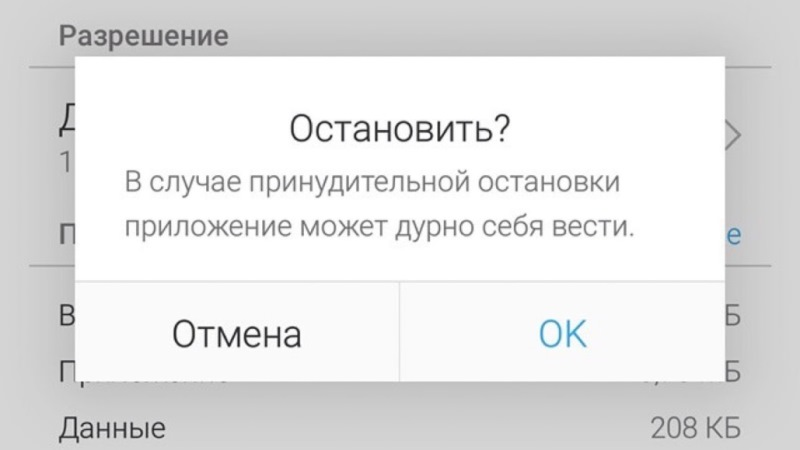 Разрешение
Остановить?
В случае принудительной остановки
приложение может дурно себя вести.
Отмена
OK
Данные
208 КБ